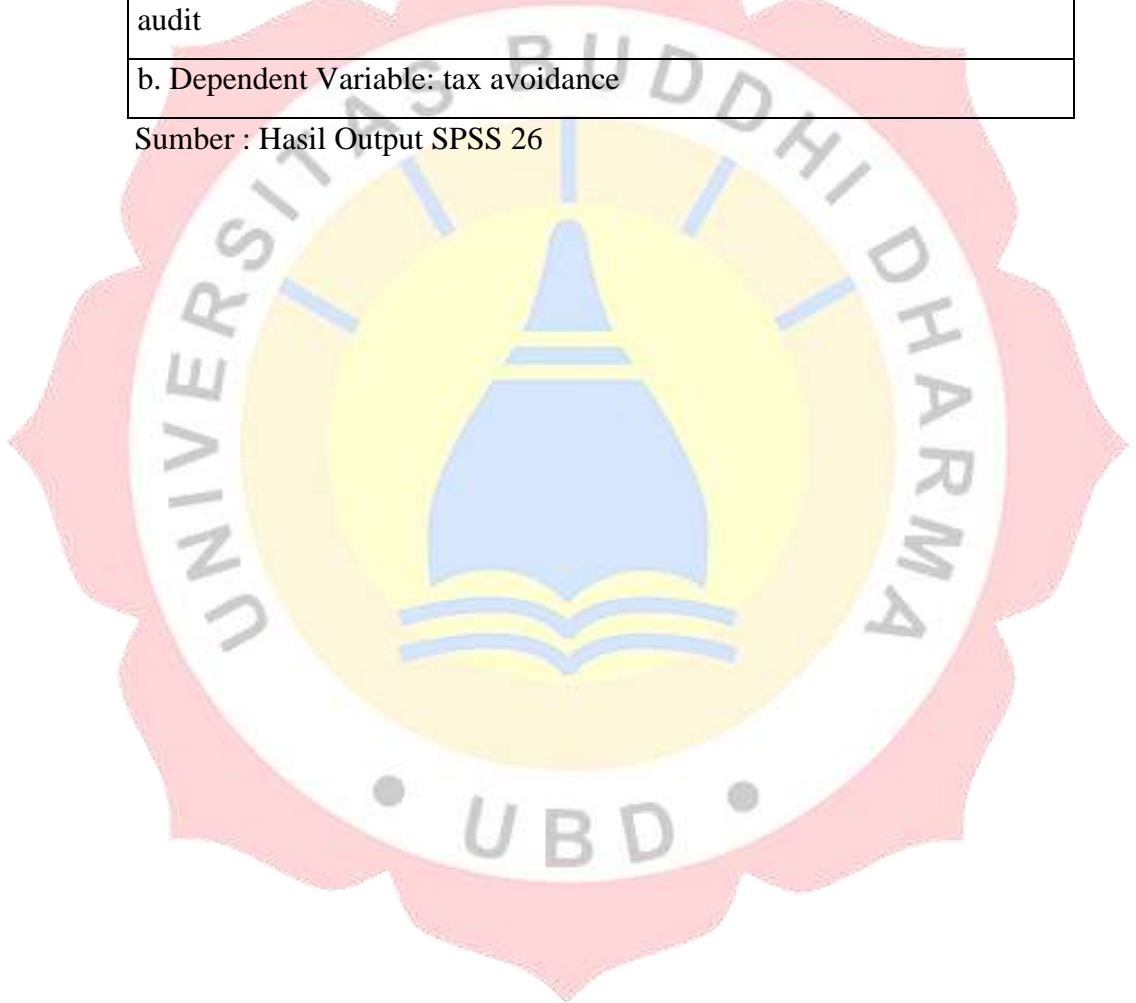 audit
b. Dependent Variable: tax avoidance
Sumber : Hasil Output SPSS 26
UNIVERSITAS BUDDHI DHARMA
UBD